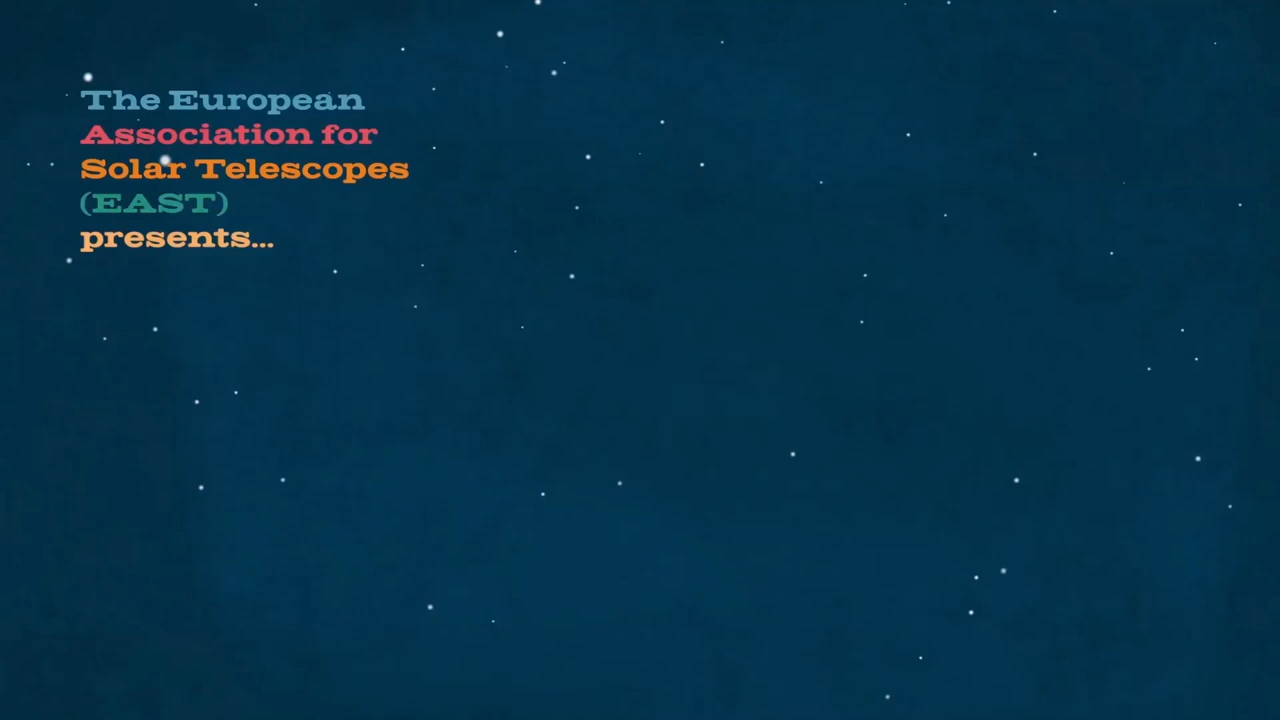 The European
Association for
Solar Telescopes
(EAST)
presents...